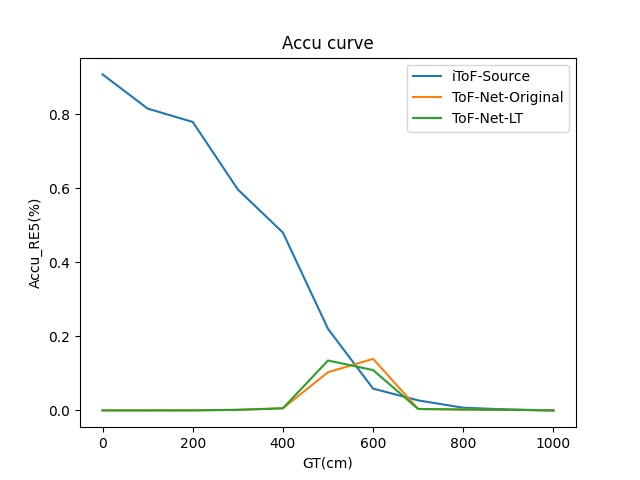 Accu curve
iToF-Source
ToF-Net-Original
ToF-Net-LT
Accu_RE5(%)
0.8
0.6
0.4
0.2
0.0
0 200 400 600 800 1000
GT(cm)